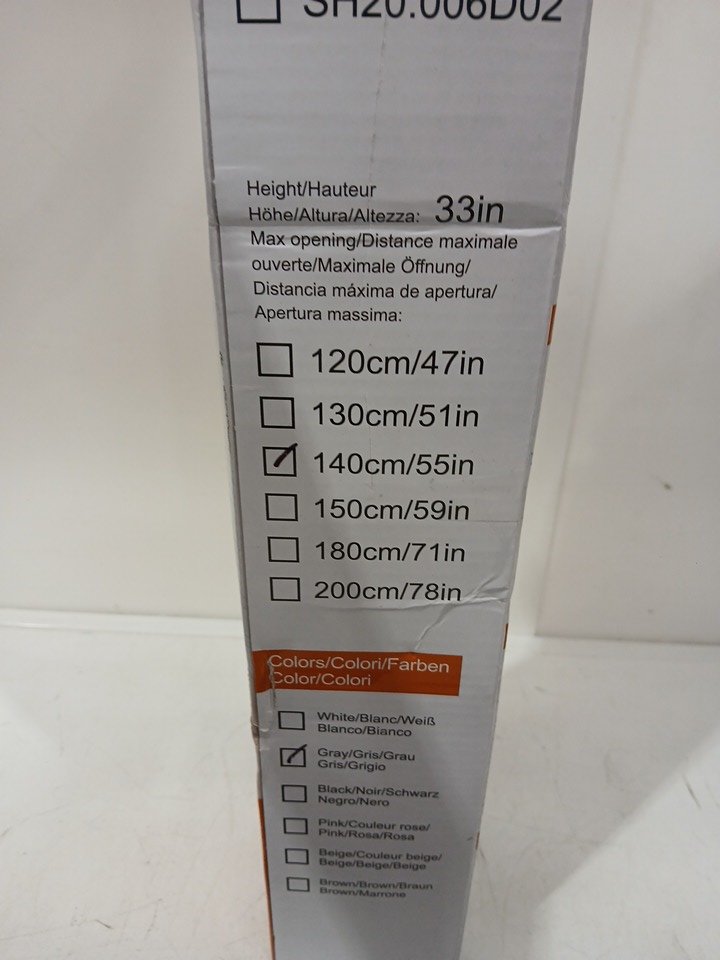 SH20.006D02
Height/Hauteur
Höhe/Altura/Altezza: 33in
Max opening/Distance maximale
ouverte/Maximale Öffnung/
Distancia máxima de apertura/
Apertura massima:
120cm/47in
130cm/51in
140cm/55in
150cm/59in
180cm/71in
200cm/78in
Colors/Colori/Farben
Color/Colori
White/Blanc/Weiß
Blanco/Bianco
Gray/Gris/Grau
Gris/Grigio
Black/Noir/Schwarz
Negro/Nero
Pink/Couleur rose/
Pink/Rosa/Rosa
Beige/Couleur beige/
Beige/Beige/Beige
Brown/Brown/Braun
Brown/Marrone